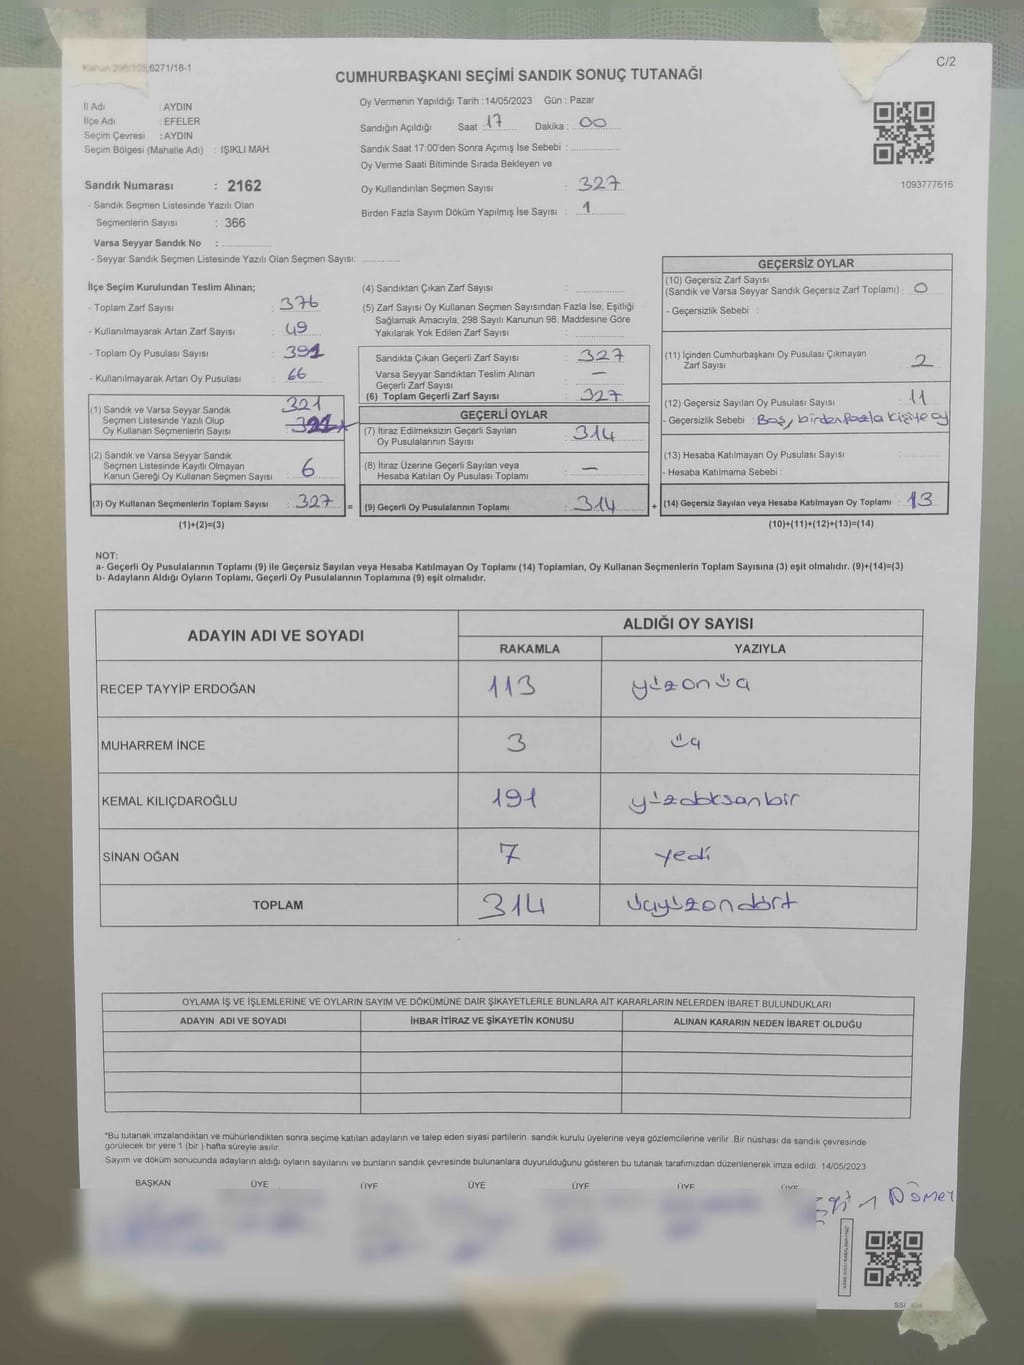 6271/18-1
C/2
CUMHURBAŞKANI SEÇİMİ SANDIK SONUÇ TUTANAĞI
İl Adı : AYDIN
İlçe Adı : EFELER
Seçim Çevresi : AYDIN
Seçim Bölgesi (Mahalle Adı) : IŞIKLI MAH.
Sandık Numarası : 2162
- Sandık Seçmen Listesinde Yazılı Olan
Seçmenlerin Sayısı : 366
Varsa Seyyar Sandık No :
- Seyyar Sandık Seçmen Listesinde Yazılı Olan Seçmen Sayısı:
Oy Vermenin Yapıldığı Tarih :14/05/2023 Gün : Pazar
Sandığın Açıldığı Saat : 17 Dakika : 00
Sandık Saat 17:00'den Sonra Açımış İse Sebebi :
Oy Verme Saati Bitiminde Sırada Bekleyen ve
Oy Kullandırılan Seçmen Sayısı : 327
Birden Fazla Sayım Döküm Yapılmış İse Sayısı : 1
1093777616
İlçe Seçim Kurulundan Teslim Alınan;
- Toplam Zarf Sayısı : 376
- Kullanılmayarak Artan Zarf Sayısı : 49
- Toplam Oy Pusulası Sayısı :
- Kullanılmayarak Artan Oy Pusulası : 66
(1) Sandık ve Varsa Seyyar Sandık
Seçmen Listesinde Yazılı Olup
Oy Kullanan Seçmenlerin Sayısı : 321
(2) Sandık ve Varsa Seyyar Sandık
Seçmen Listesinde Kayıtlı Olmayan
Kanun Gereği Oy Kullanan Seçmen Sayısı : 6
(3) Oy Kullanan Seçmenlerin Toplam Sayısı : 327 =
(1)+(2)=(3)
(4) Sandıktan Çıkan Zarf Sayısı :
(5) Zarf Sayısı Oy Kullanan Seçmen Sayısından Fazla İse, Eşitliği
Sağlamak Amacıyla; 298 Sayılı Kanunun 98. Maddesine Göre
Yakılarak Yok Edilen Zarf Sayısı :
Sandıkta Çıkan Geçerli Zarf Sayısı : 327
Varsa Seyyar Sandıktan Teslim Alınan
Geçerli Zarf Sayısı : —
(6) Toplam Geçerli Zarf Sayısı : 327
GEÇERLİ OYLAR
(7) İtiraz Edilmeksizin Geçerli Sayılan
Oy Pusulalarının Sayısı : 314
(8) İtiraz Üzerine Geçerli Sayılan veya
Hesaba Katılan Oy Pusulası Toplamı : —
(9) Geçerli Oy Pusulalarının Toplamı : 314 +
GEÇERSİZ OYLAR
(10) Geçersiz Zarf Sayısı
(Sandık ve Varsa Seyyar Sandık Geçersiz Zarf Toplamı) : 0
- Geçersizlik Sebebi :
(11) İçinden Cumhurbaşkanı Oy Pusulası Çıkmayan
Zarf Sayısı : 2
(12) Geçersiz Sayılan Oy Pusulası Sayısı : 11
- Geçersizlik Sebebi : Boş, birden fazla kişiye oy
(13) Hesaba Katılmayan Oy Pusulası Sayısı :
- Hesaba Katılmama Sebebi :
(14) Geçersiz Sayılan veya Hesaba Katılmayan Oy Toplamı : 13
(10)+(11)+(12)+(13)=(14)
NOT:
a- Geçerli Oy Pusulalarının Toplamı (9) ile Geçersiz Sayılan veya Hesaba Katılmayan Oy Toplamı (14) Toplamları, Oy Kullanan Seçmenlerin Toplam Sayısına (3) eşit olmalıdır. (9)+(14)=(3)
b- Adayların Aldığı Oyların Toplamı, Geçerli Oy Pusulalarının Toplamına (9) eşit olmalıdır.
ADAYIN ADI VE SOYADI ALDIĞI OY SAYISI
RAKAMLA YAZIYLA
RECEP TAYYİP ERDOĞAN 113 yüzonüç
MUHARREM İNCE 3 üç
KEMAL KILIÇDAROĞLU 191 yüzdoksanbir
SİNAN OĞAN 7 yedi
TOPLAM 314 üçyüzondört
OYLAMA İŞ VE İŞLEMLERİNE VE OYLARIN SAYIM VE DÖKÜMÜNE DAİR ŞİKAYETLERLE BUNLARA AİT KARARLARIN NELERDEN İBARET BULUNDUKLARI
ADAYIN ADI VE SOYADI İHBAR İTİRAZ VE ŞİKAYETİN KONUSU ALINAN KARARIN NEDEN İBARET OLDUĞU
*Bu tutanak imzalandıktan ve mühürlendikten sonra seçime katılan adayların ve talep eden siyasi partilerin sandık kurulu üyelerine veya gözlemcilerine verilir .Bir nüshası da sandık çevresinde
görülecek bir yere 1 (bir ) hafta süreyle asılır.
Sayım ve döküm sonucunda adayların aldığı oyların sayılarını ve bunların sandık çevresinde bulunanlara duyurulduğunu gösteren bu tutanak tarafımızdan düzenlenerek imza edildi. 14/05/2023
BAŞKAN ÜYE ÜYE ÜYE ÜYE ÜYE ÜYE
Dömer